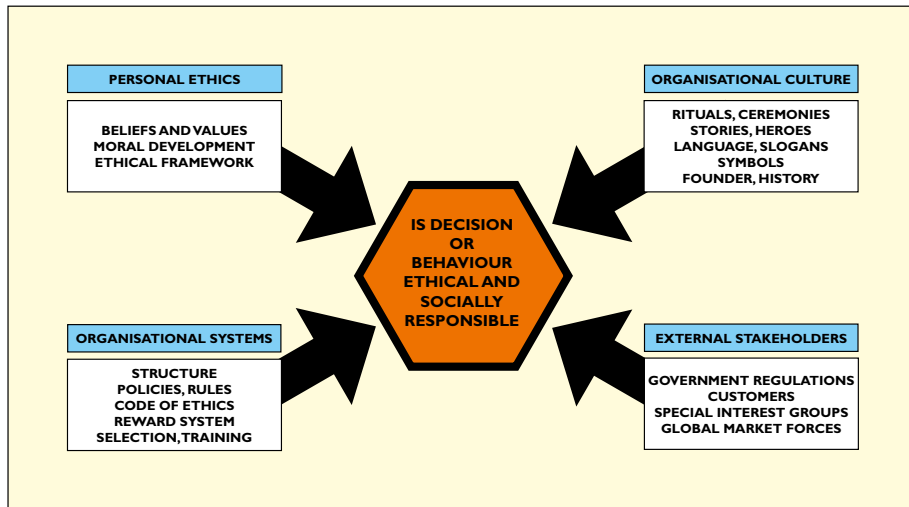 PERSONAL ETHICS
BELIEFS AND VALUES
MORAL DEVELOPMENT
ETHICAL FRAMEWORK
ORGANISATIONAL CULTURE
RITUALS, CEREMONIES
STORIES, HEROES
LANGUAGE, SLOGANS
SYMBOLS
FOUNDER, HISTORY
IS DECISION
OR
BEHAVIOUR
ETHICAL AND
SOCIALLY
RESPONSIBLE
ORGANISATIONAL SYSTEMS
STRUCTURE
POLICIES, RULES
CODE OF ETHICS
REWARD SYSTEM
SELECTION, TRAINING
EXTERNAL STAKEHOLDERS
GOVERNMENT REGULATIONS
CUSTOMERS
SPECIAL INTEREST GROUPS
GLOBAL MARKET FORCES